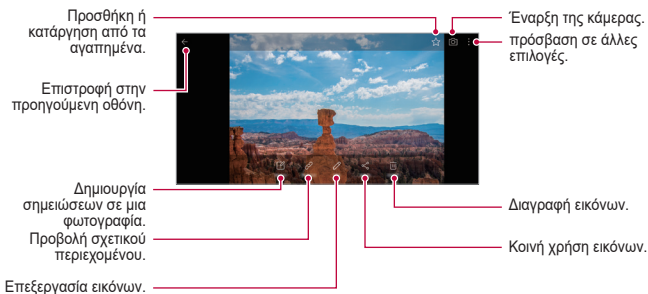 Προσθήκη ή
κατάργηση από τα
αγαπημένα.
Επιστροφή στην
προηγούμενη οθόνη.
Δημιουργία
σημειώσεων σε μια
φωτογραφία.
Προβολή σχετικού
περιεχομένου.
Επεξεργασία εικόνων.
Έναρξη της κάμερας.
πρόσβαση σε άλλες
επιλογές.
Διαγραφή εικόνων.
Κοινή χρήση εικόνων.